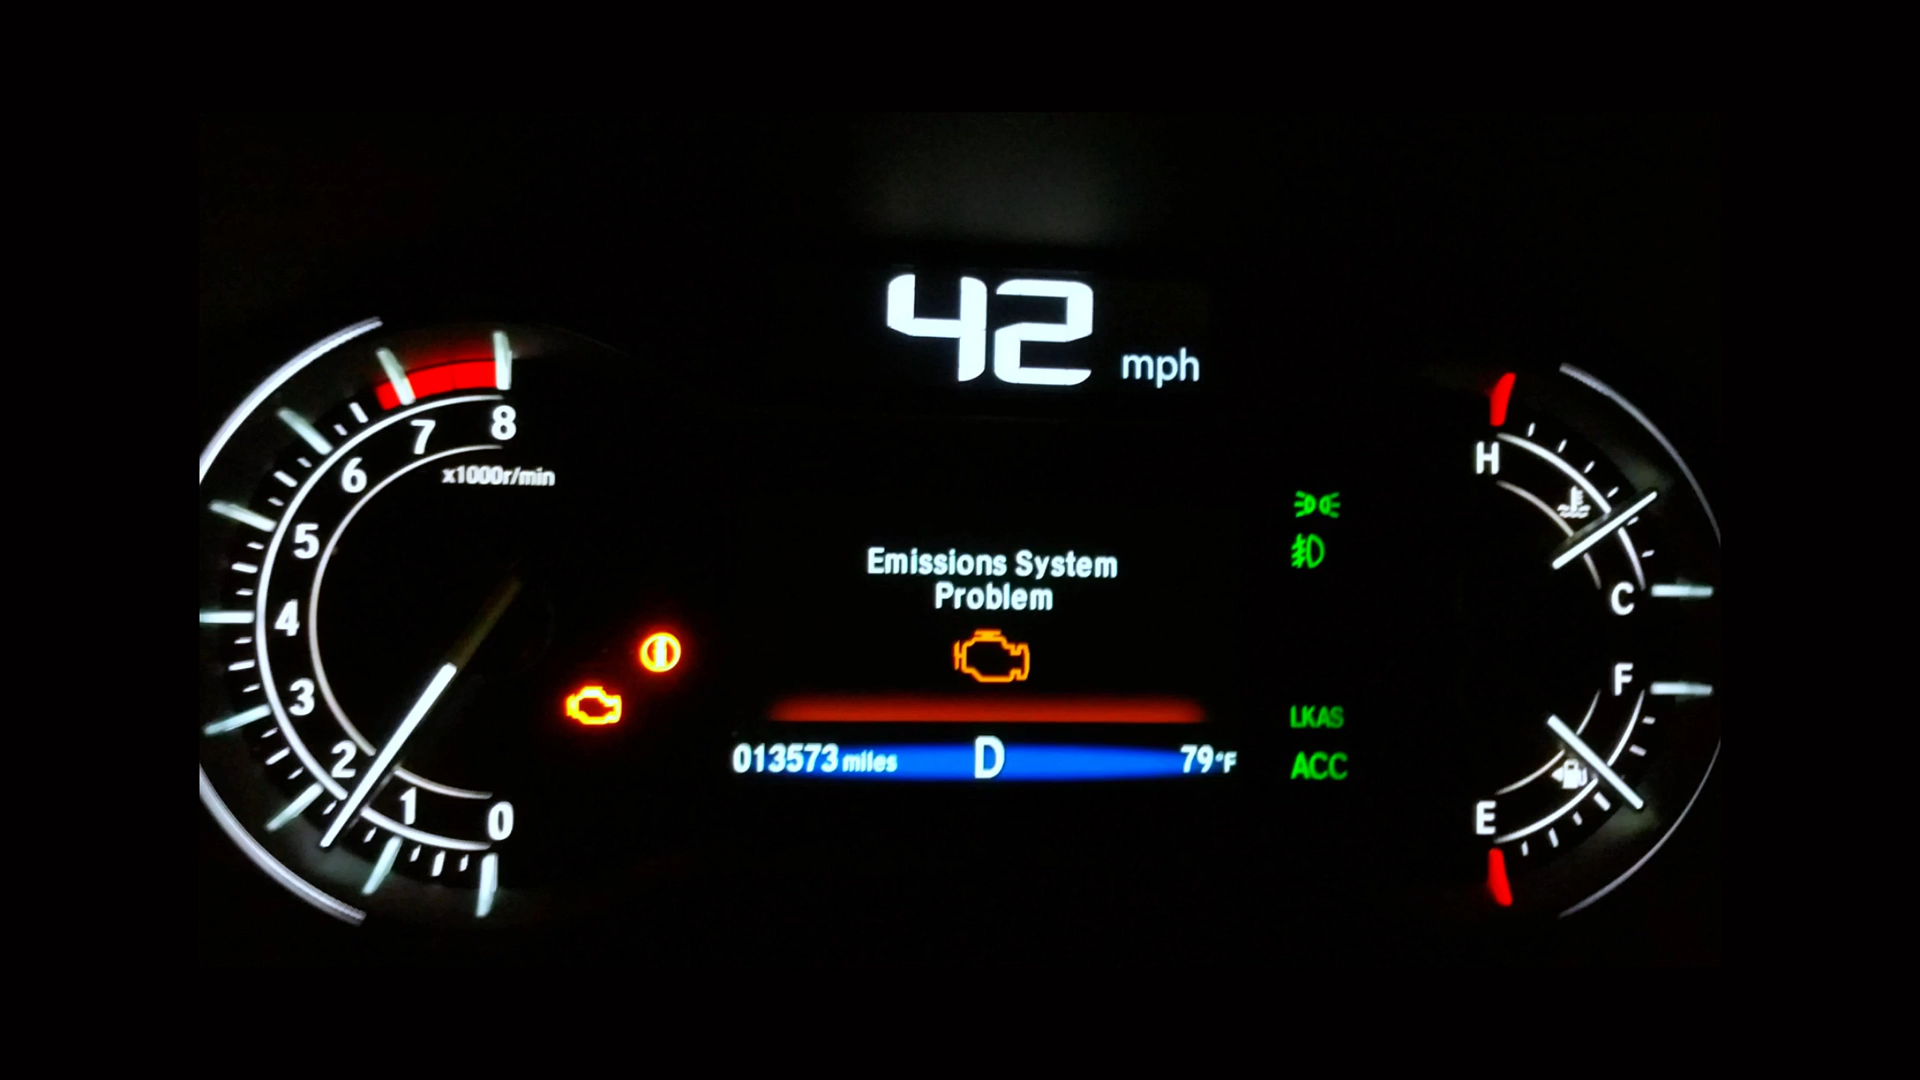 42 mph
8
7
x1000r/min
6
5
4
3
2
1
0
Emissions System
Problem
013573 miles D 79°F
LKAS
ACC
H
C
F
E